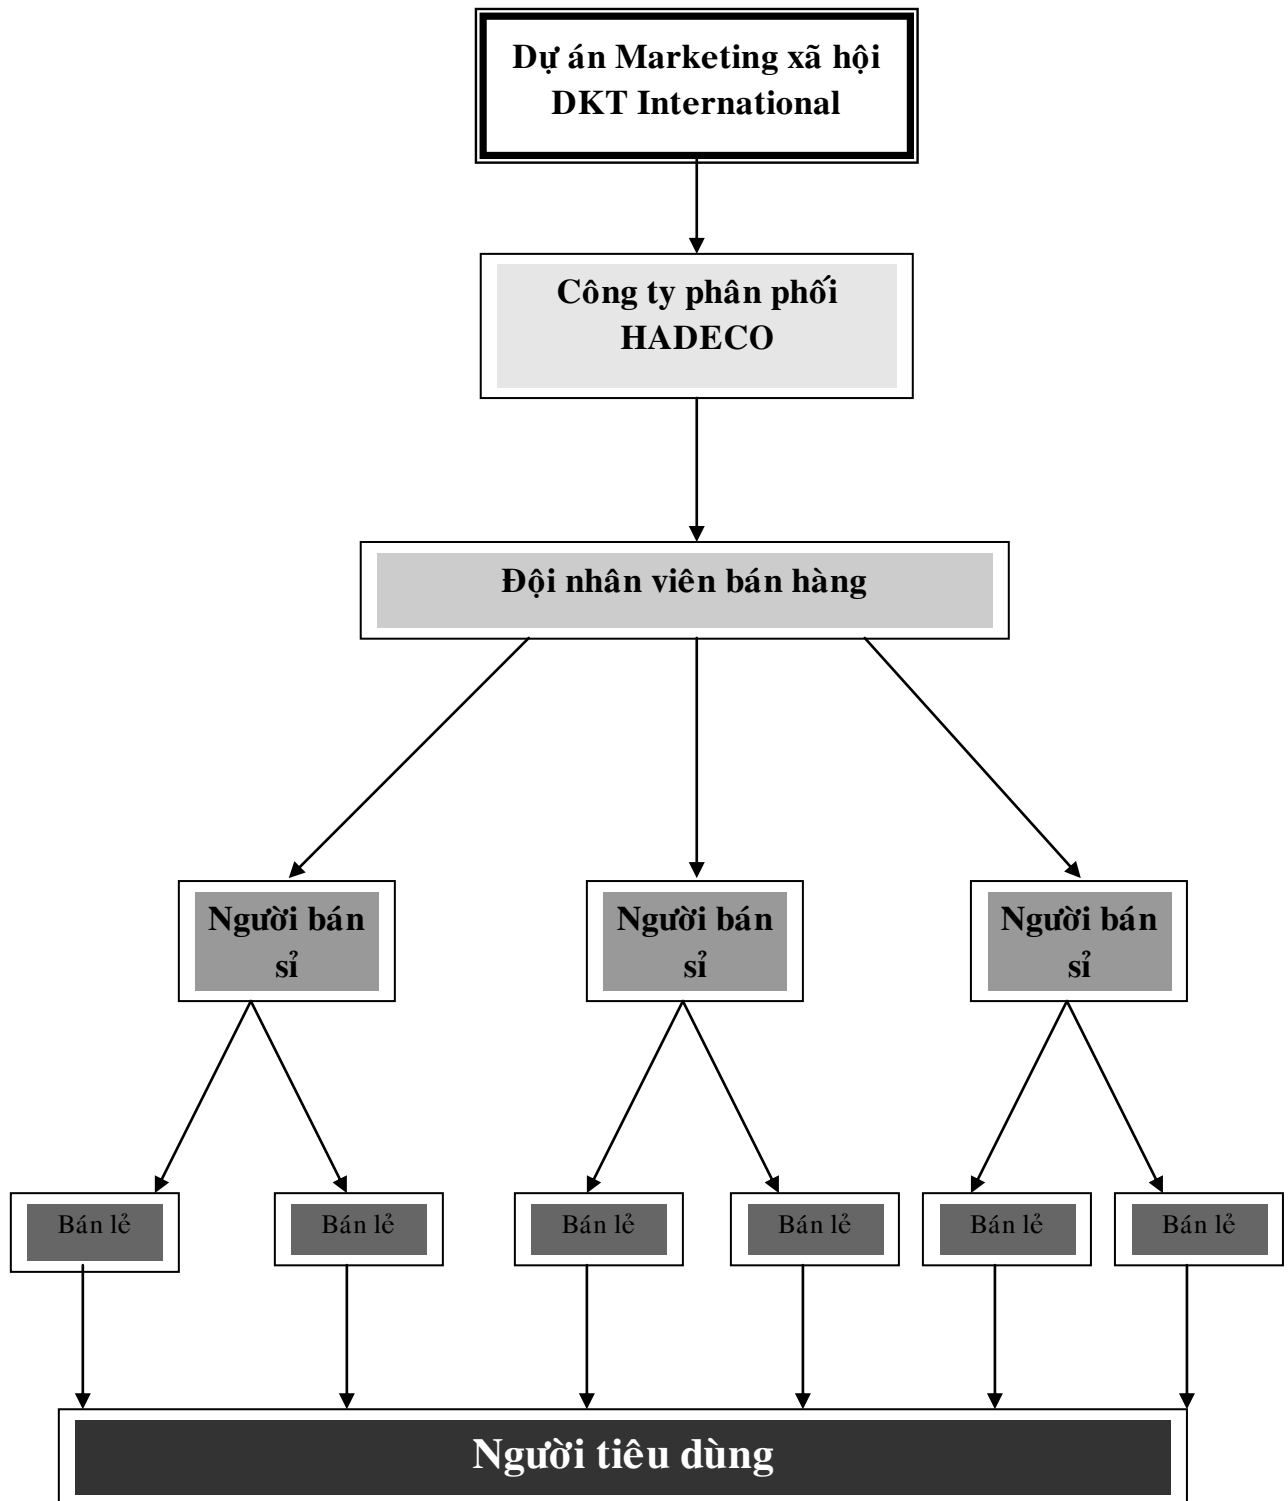 Dự án Marketing xã hội
DKT International
Công ty phân phối
HADECO
Đội nhân viên bán hàng
Người bán
sỉ
Người bán
sỉ
Người bán
sỉ
Bán lẻ
Bán lẻ
Bán lẻ
Bán lẻ
Bán lẻ
Bán lẻ
Người tiêu dùng